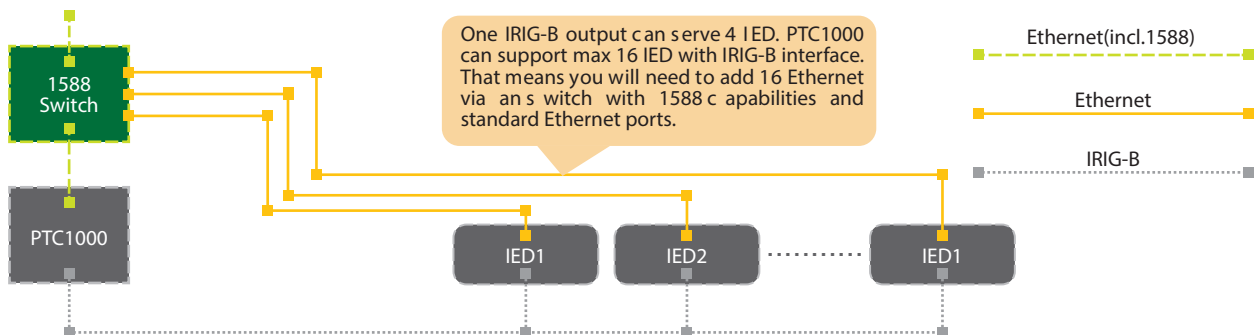 One IRIG-B output can serve 4 IED. PTC1000
can support max 16 IED with IRIG-B interface.
That means you will need to add 16 Ethernet
via an switch with 1588 capabilities and
standard Ethernet ports.
Ethernet(incl.1588)
Ethernet
IRIG-B
1588
Switch
PTC1000
IED1
IED2
IED1